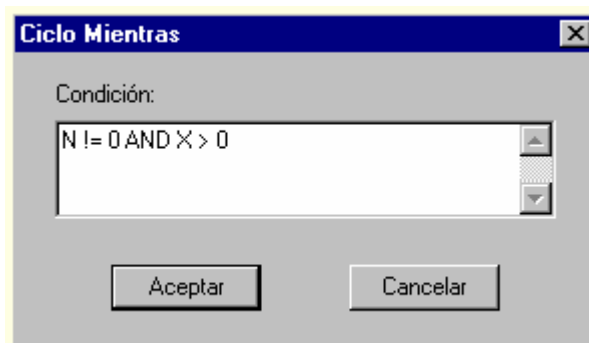 Ciclo Mientras
Condición:
N != 0 AND X > 0
Aceptar Cancelar